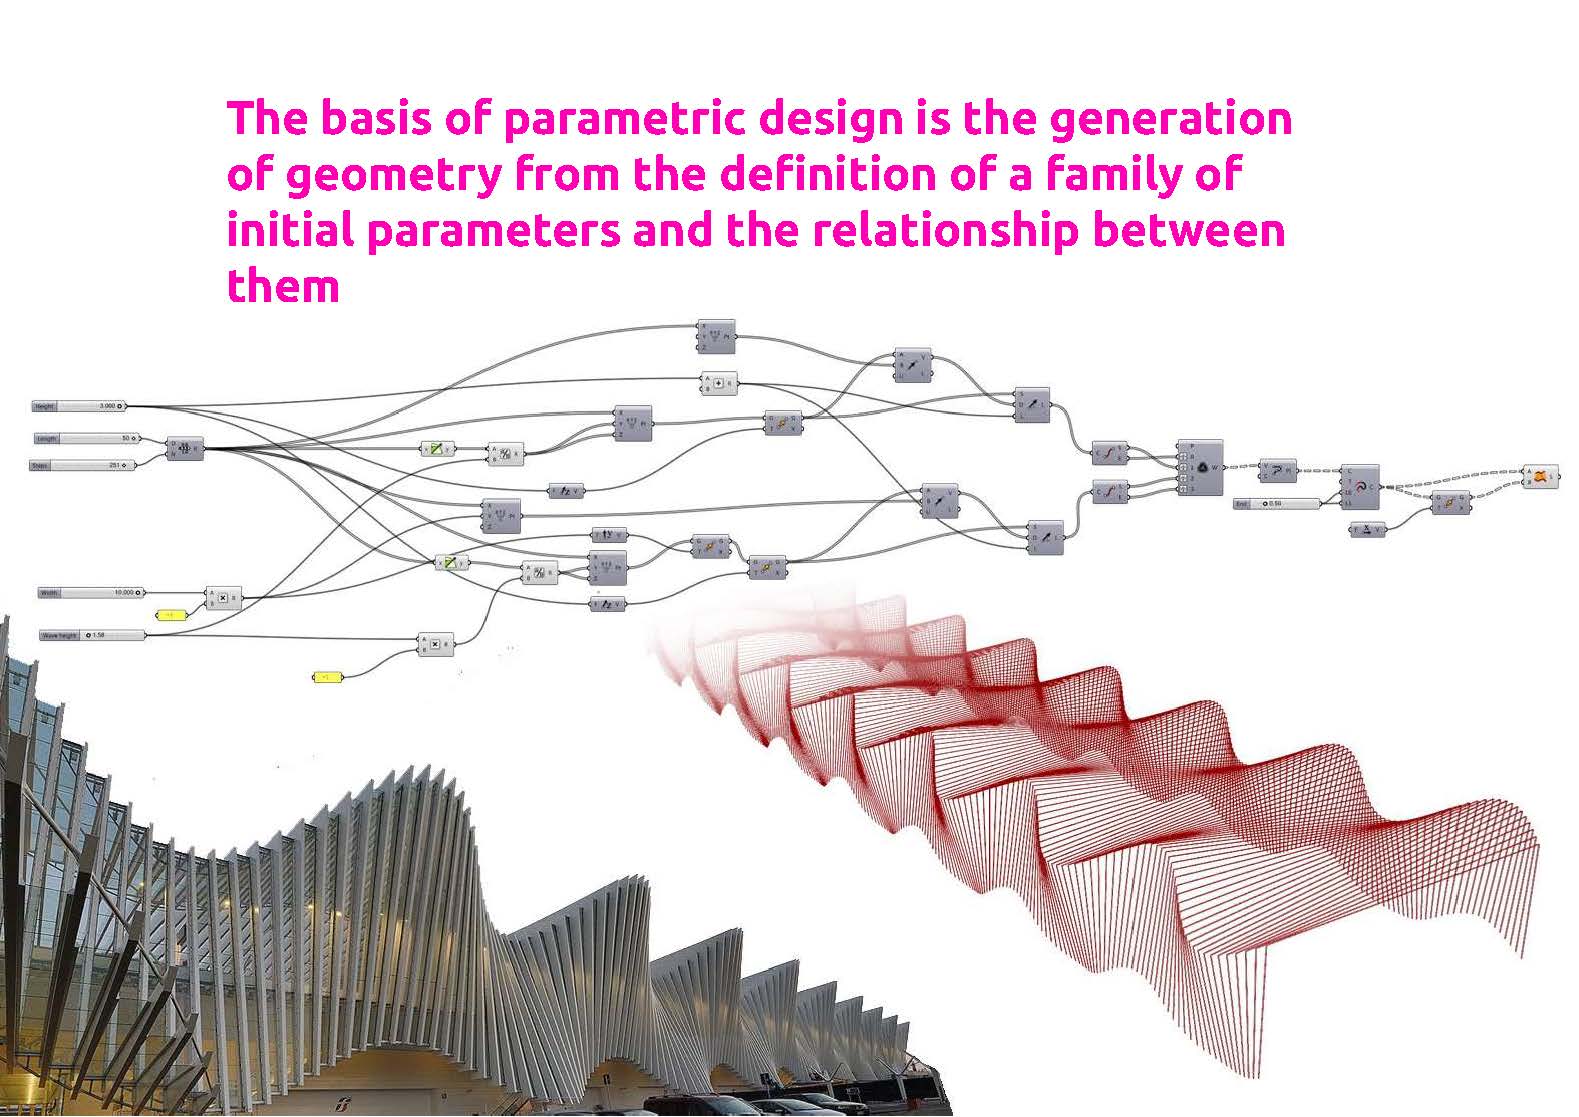 The basis of parametric design is the generation
of geometry from the definition of a family of
initial parameters and the relationship between
them
Height 3.000
Length 50
Steps 251
Width 10.000
Wave height 1.58
End 0.50